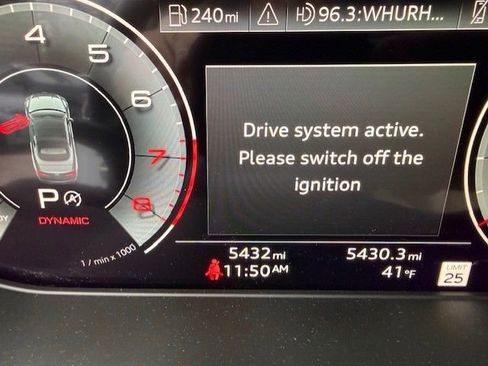 240mi
96.3:WHURH...
4
5
6
7
8
P
DYNAMIC
1 / min x 1000
Drive system active.
Please switch off the
ignition
5432mi
5430.3mi
11:50AM
41°F
LIMIT
25